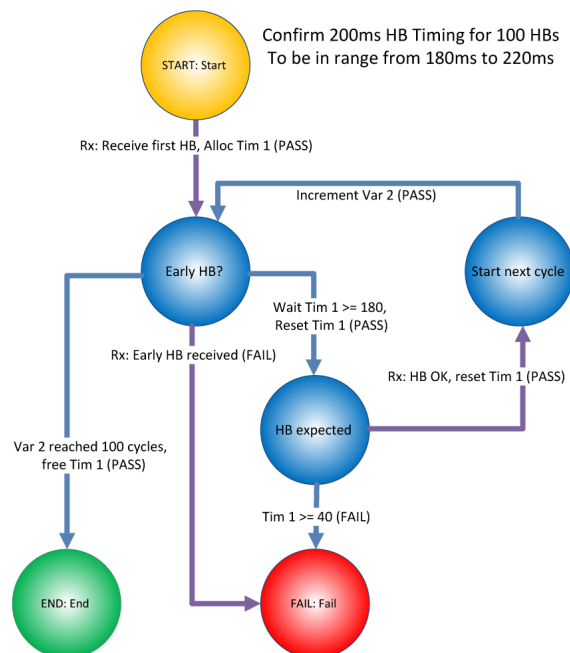 Confirm 200ms HB Timing for 100 HBs
To be in range from 180ms to 220ms
START: Start
Rx: Receive first HB, Alloc Tim 1 (PASS)
Increment Var 2 (PASS)
Early HB?
Start next cycle
Wait Tim 1 >= 180,
Reset Tim 1 (PASS)
Rx: Early HB received (FAIL)
Rx: HB OK, reset Tim 1 (PASS)
HB expected
Var 2 reached 100 cycles,
free Tim 1 (PASS)
Tim 1 >= 40 (FAIL)
END: End
FAIL: Fail